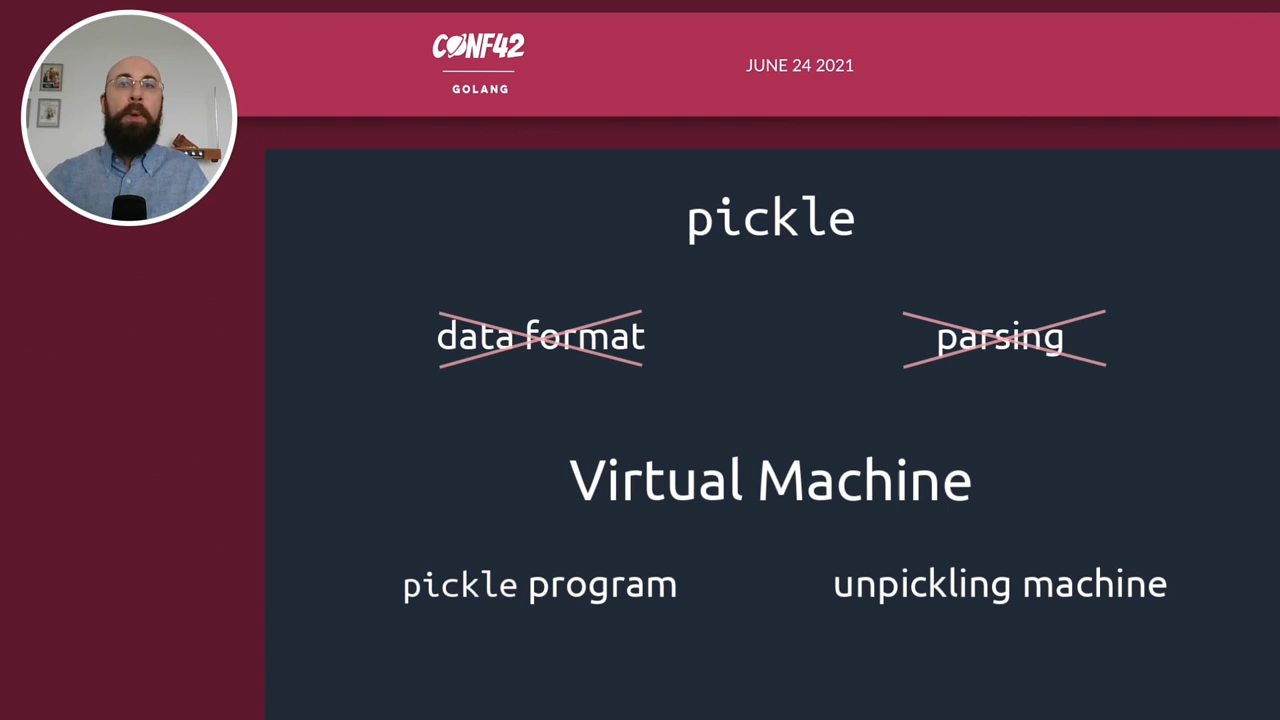 CONF42
GOLANG
JUNE 24 2021
pickle
data format
parsing
Virtual Machine
pickle program
unpickling machine